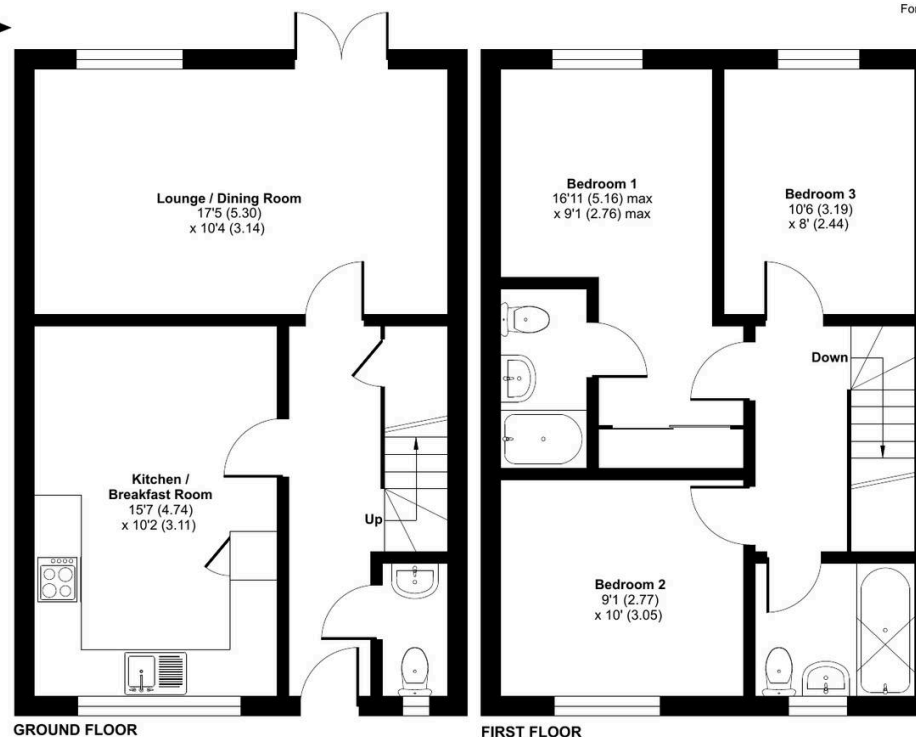 For
Lounge / Dining Room
17'5 (5.30)
x 10'4 (3.14)
Kitchen /
Breakfast Room
15'7 (4.74)
x 10'2 (3.11)
Up
GROUND FLOOR
Bedroom 1
16'11 (5.16) max
x 9'1 (2.76) max
Bedroom 3
10'6 (3.19)
x 8' (2.44)
Down
Bedroom 2
9'1 (2.77)
x 10' (3.05)
FIRST FLOOR